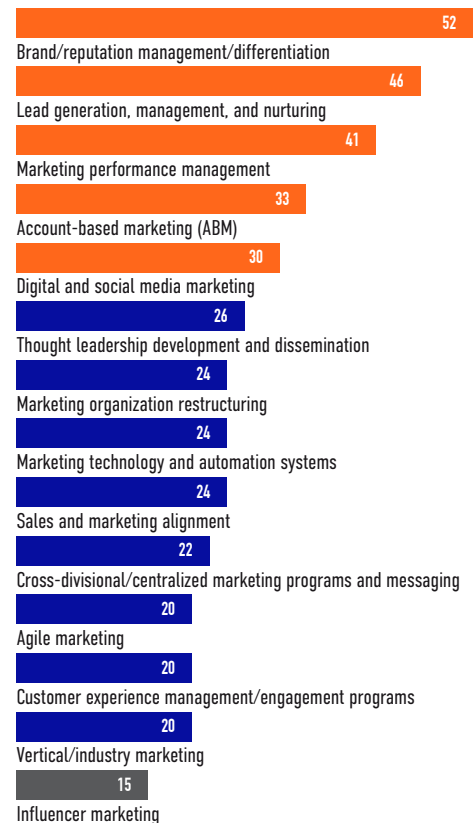 52
Brand/reputation management/differentiation
46
Lead generation, management, and nurturing
41
Marketing performance management
33
Account-based marketing (ABM)
30
Digital and social media marketing
26
Thought leadership development and dissemination
24
Marketing organization restructuring
24
Marketing technology and automation systems
24
Sales and marketing alignment
22
Cross-divisional/centralized marketing programs and messaging
20
Agile marketing
20
Customer experience management/engagement programs
20
Vertical/industry marketing
15
Influencer marketing